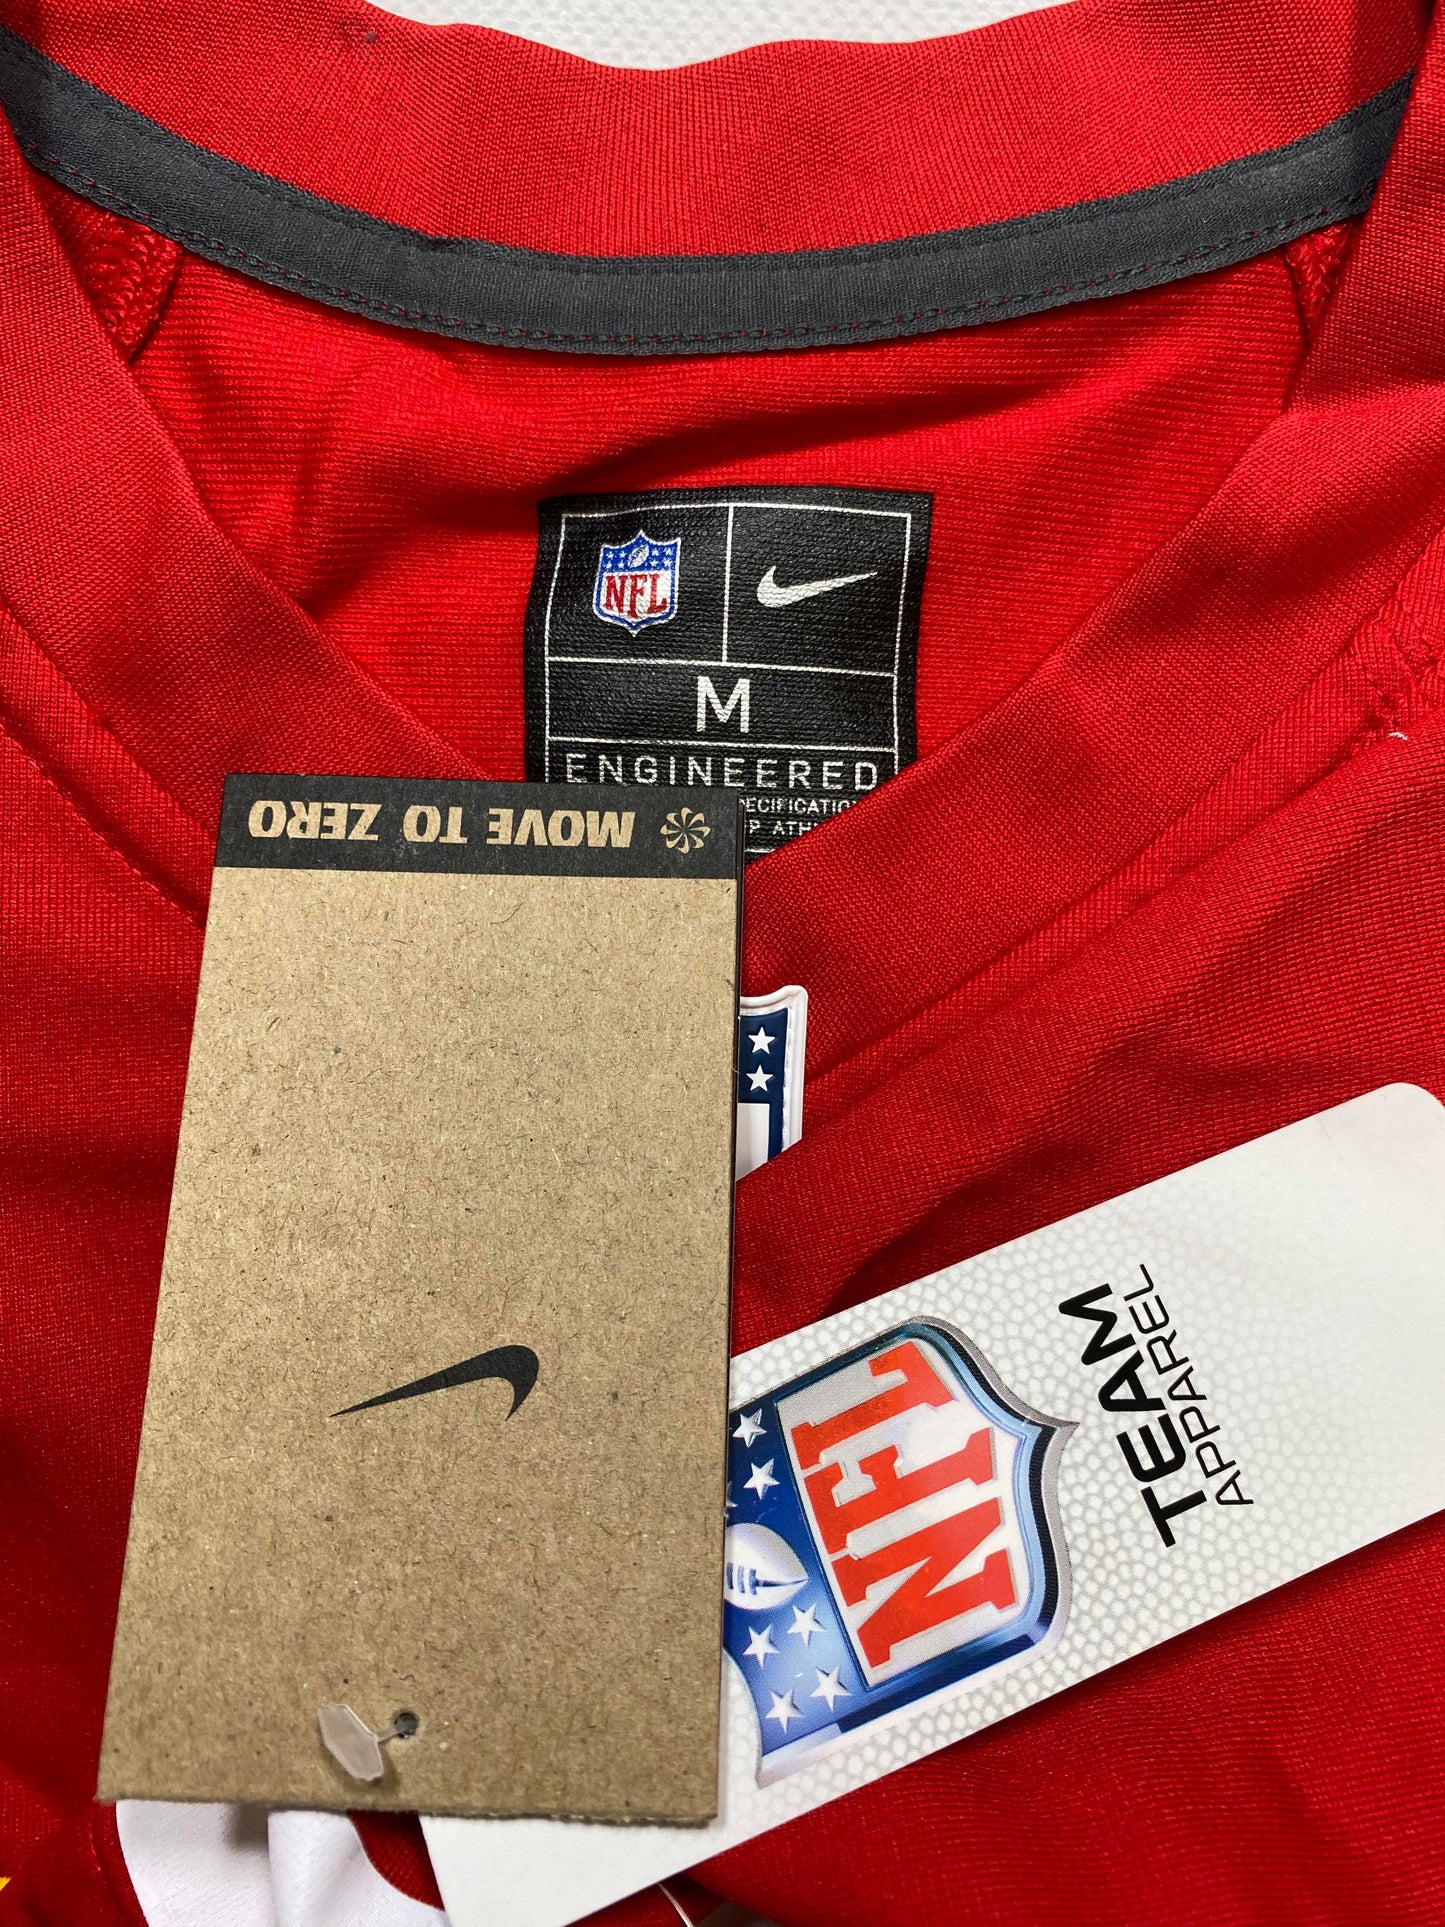 NFL
M
ENGINEERED
MOVE TO ZERO
NFL
TEAM
APPAREL